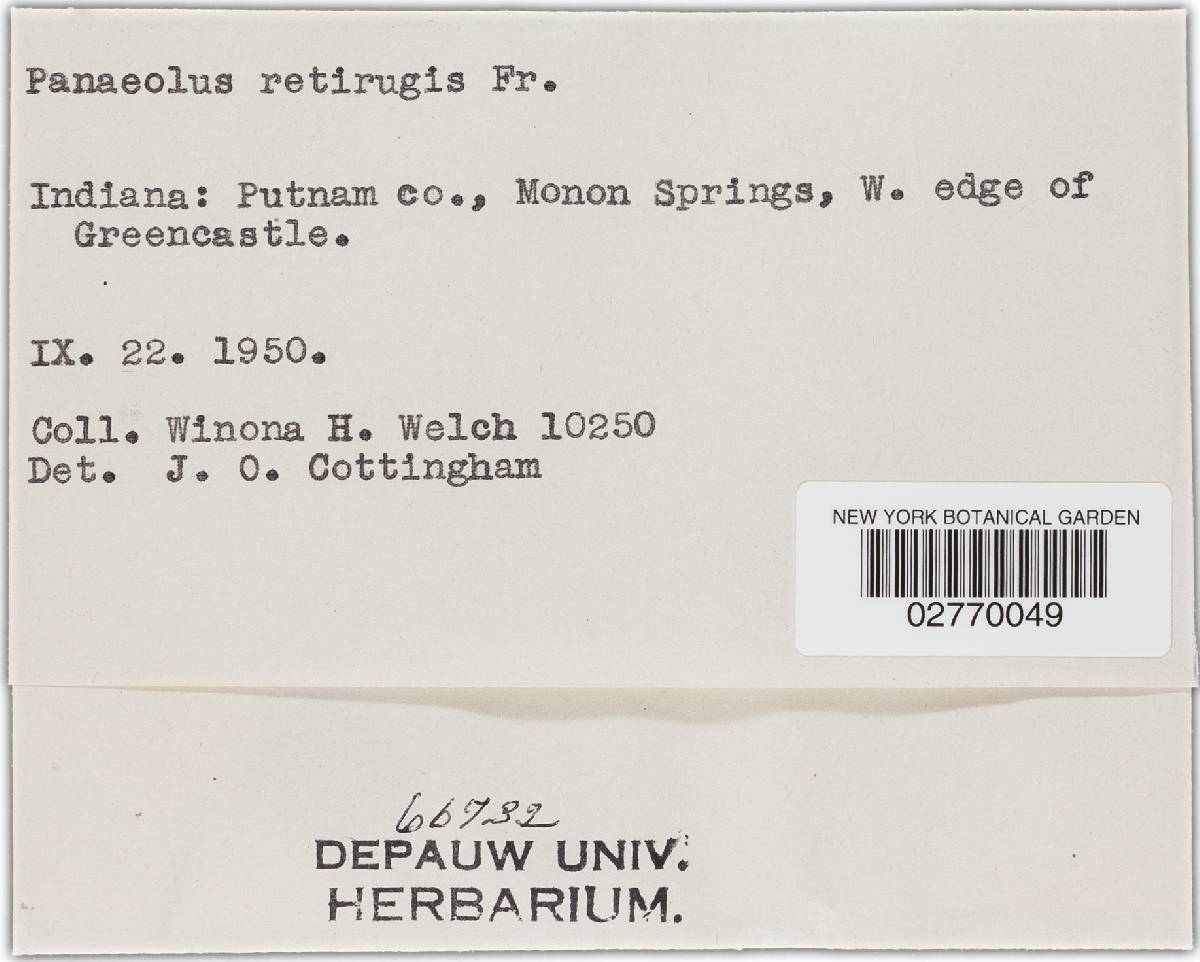 Panaeolus retirugis Fr.
Indiana: Putnam co., Monon Springs, W. edge of
Greencastle.
IX. 22. 1950.
Coll. Winona H. Welch 10250
Det. J. O. Cottingham
NEW YORK BOTANICAL GARDEN
02770049
66732
DEPAUW UNIV.
HERBARIUM.